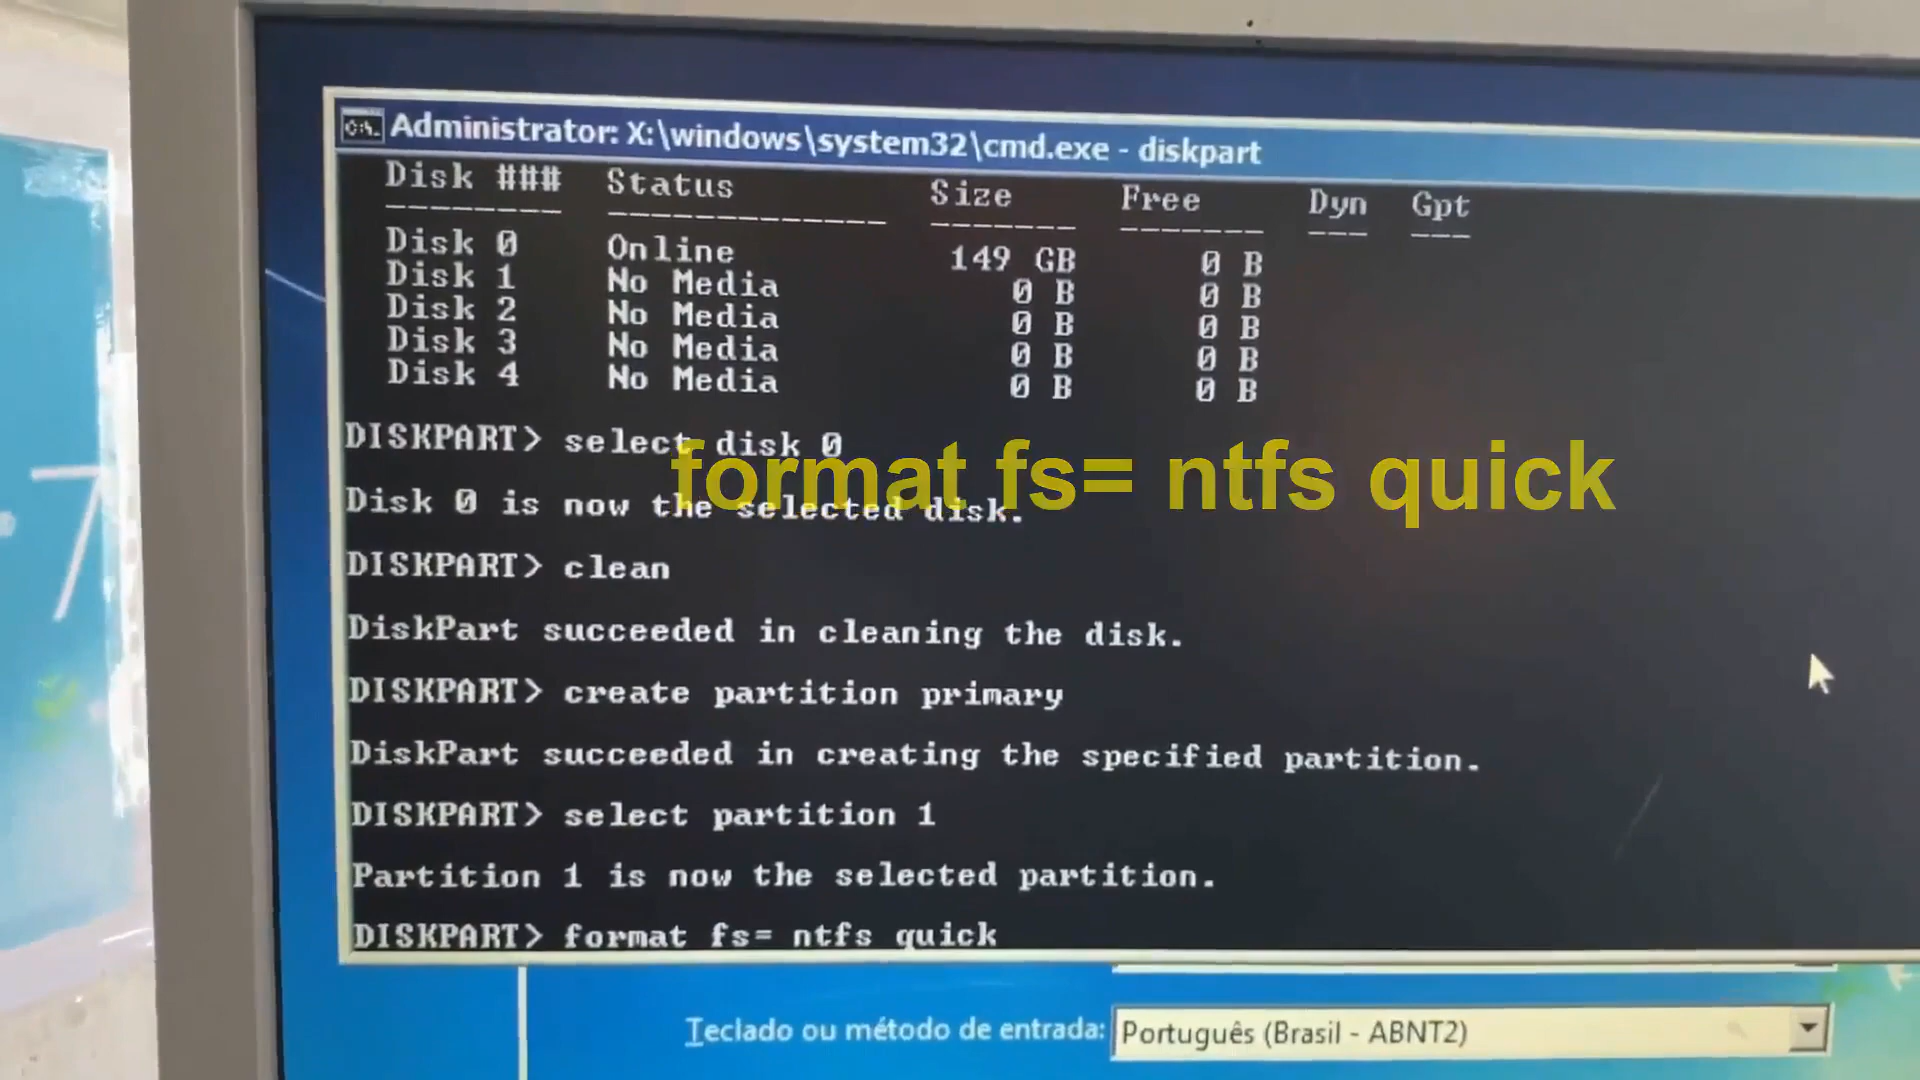 Administrator: X:\windows\system32\cmd.exe - diskpart
Disk ### Status Size Free Dyn Gpt
-------- ------------- ------- ------- --- ---
Disk 0 Online 149 GB 0 B
Disk 1 No Media 0 B 0 B
Disk 2 No Media 0 B 0 B
Disk 3 No Media 0 B 0 B
Disk 4 No Media 0 B 0 B
DISKPART> select disk 0
format fs= ntfs quick
Disk 0 is now the selected disk.
DISKPART> clean
DiskPart succeeded in cleaning the disk.
DISKPART> create partition primary
DiskPart succeeded in creating the specified partition.
DISKPART> select partition 1
Partition 1 is now the selected partition.
DISKPART> format fs= ntfs quick
Teclado ou método de entrada: Português (Brasil - ABNT2)